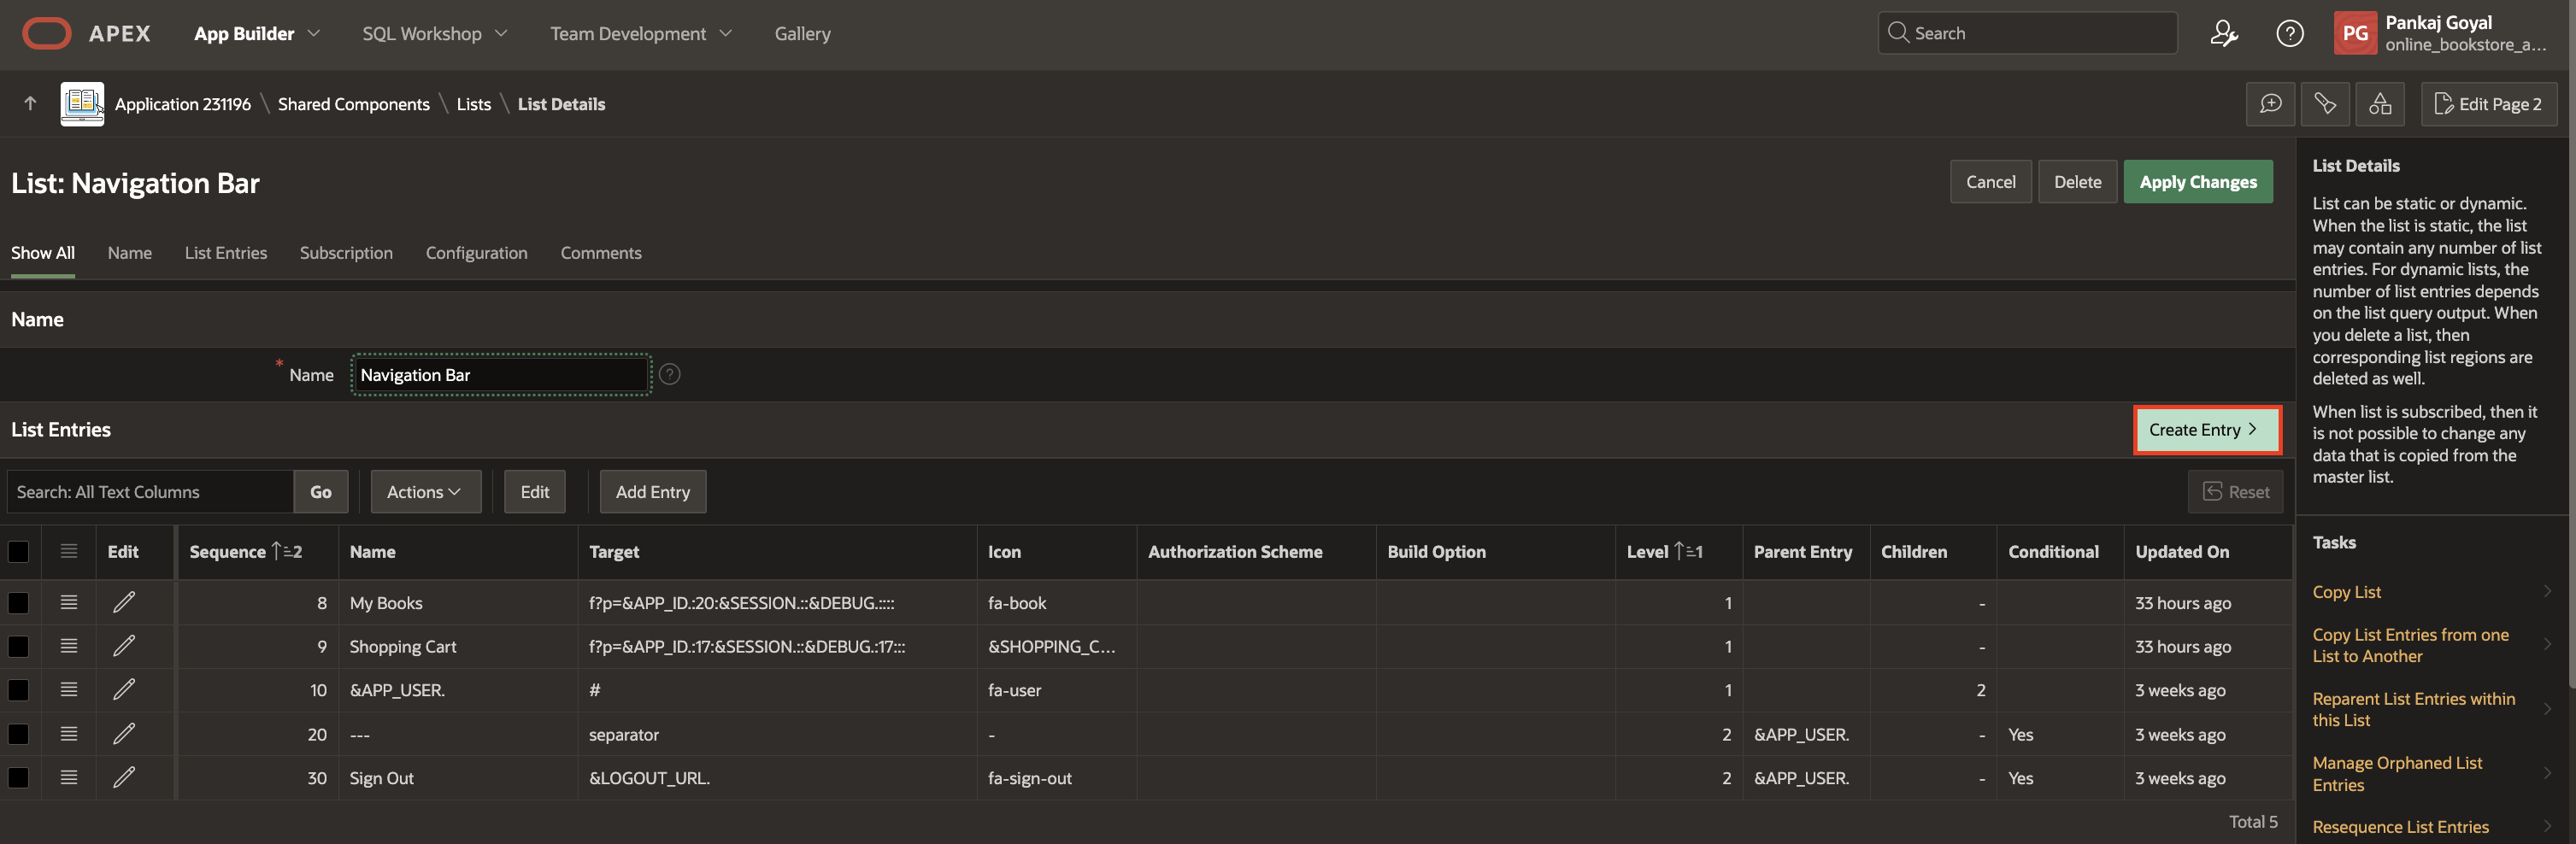 APEX App Builder SQL Workshop Team Development Gallery Search PG Pankaj Goyal
online_bookstore_a...
Application 231196 \ Shared Components \ Lists \ List Details Edit Page 2
List: Navigation Bar Cancel Delete Apply Changes
Show All Name List Entries Subscription Configuration Comments
Name
* Name Navigation Bar ?
List Entries Create Entry >
Search: All Text Columns Go Actions Edit Add Entry Reset
Edit Sequence 2 Name Target Icon Authorization Scheme Build Option Level 1 Parent Entry Children Conditional Updated On
8 My Books f?p=&APP_ID.:20:&SESSION.::&DEBUG.:::: fa-book 1 - 33 hours ago
9 Shopping Cart f?p=&APP_ID.:17:&SESSION.::&DEBUG.:17::: &SHOPPING_C... 1 - 33 hours ago
10 &APP_USER. # fa-user 1 2 3 weeks ago
20 --- separator - 2 &APP_USER. - Yes 3 weeks ago
30 Sign Out &LOGOUT_URL. fa-sign-out 2 &APP_USER. - Yes 3 weeks ago
Total 5
List Details
List can be static or dynamic.
When the list is static, the list
may contain any number of list
entries. For dynamic lists, the
number of list entries depends
on the list query output. When
you delete a list, then
corresponding list regions are
deleted as well.
When list is subscribed, then it
is not possible to change any
data that is copied from the
master list.
Tasks
Copy List
Copy List Entries from one
List to Another
Reparent List Entries within
this List
Manage Orphaned List
Entries
Resequence List Entries